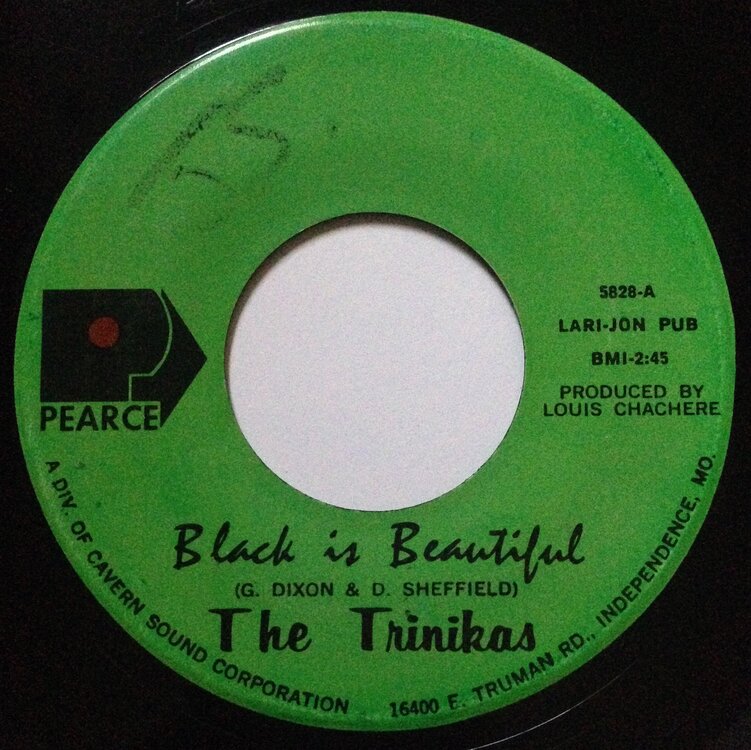 5828-A
LARI-JON PUB
BMI-2:45
PRODUCED BY
LOUIS CHACHERE
PEARCE
Black is Beautiful
(G. DIXON & D. SHEFFIELD)
The Trinikas
A DIV. OF CAVERN SOUND CORPORATION 16400 E. TRUMAN RD., INDEPENDENCE, MO.